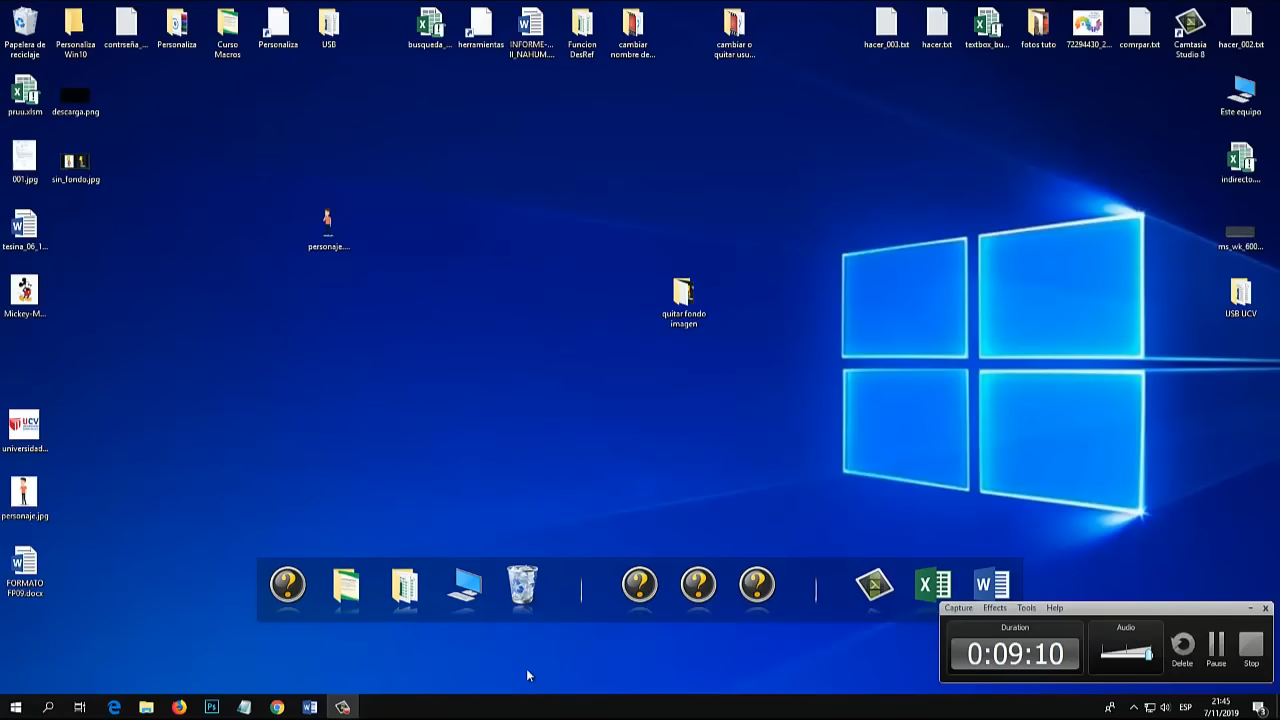 Papelera de
reciclaje
Personaliza
Win10
contrseña_...
Personaliza
Curso
Macros
Personaliza
USB
busqueda_...
herramientas
INFORME-...
II_NAHUM...
Funcion
DesRef
cambiar
nombre de...
cambiar o
quitar usu...
hacer_003.txt
hacer.txt
textbox_bu...
fotos tuto
72294430_2...
comrpar.txt
Camtasia
Studio 8
hacer_002.txt
pruu.xlsm
descarga.png
Este equipo
001.jpg
sin_fondo.jpg
indirecto....
tesina_06_1...
personaje....
ms_wk_600...
Mickey-M...
quitar fondo
imagen
USB UCV
UCV
universidad...
personaje.jpg
FORMATO
FP09.docx
Capture Effects Tools Help
Duration
Audio
0:09:10
Delete
Pause
Stop
ESP
21:45
7/11/2019
3